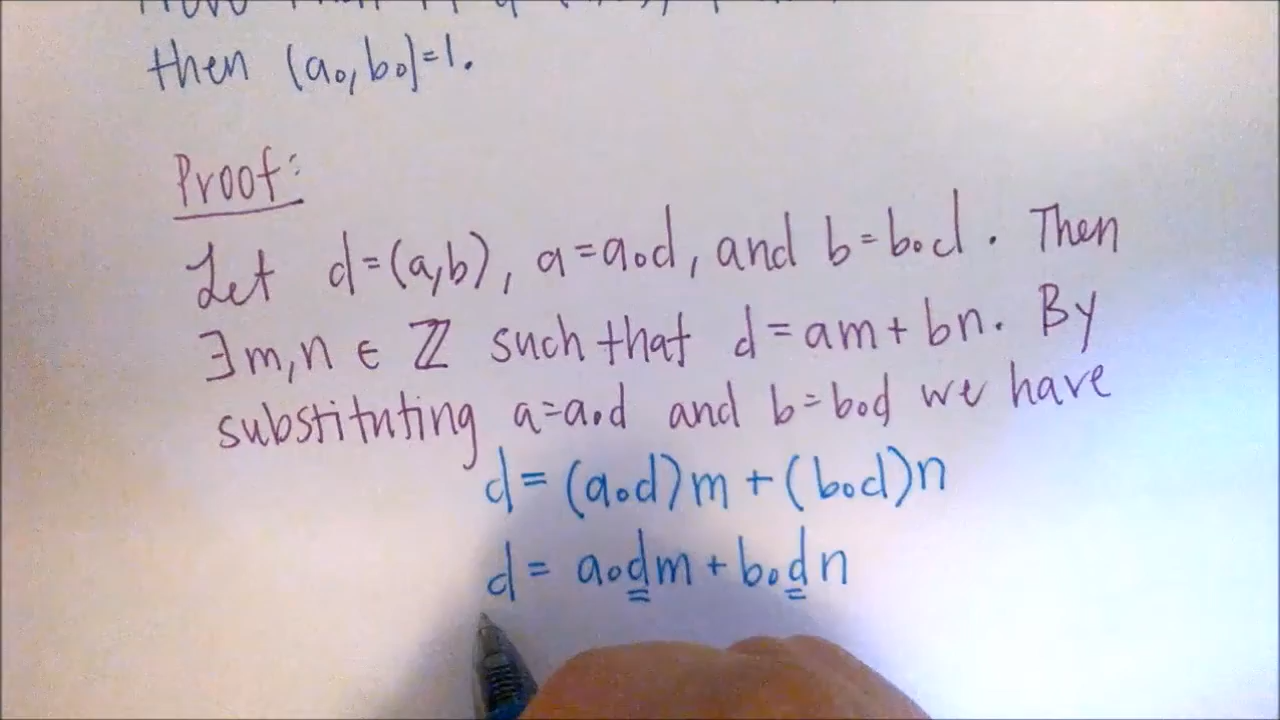 then (a₀,b₀)=1.
Proof:
Let d=(a,b), a=a₀d, and b=b₀d. Then
∃m,n ∈ ℤ such that d=am+bn. By
substituting a=a₀d and b=b₀d we have
d=(a₀d)m+(b₀d)n
d= a₀dm+b₀dn